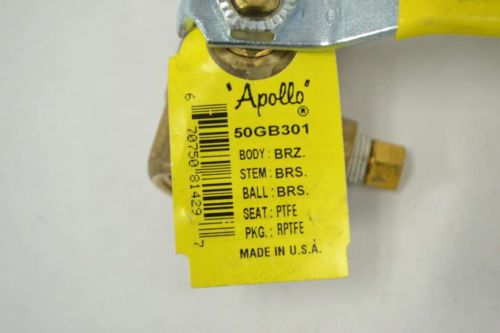 "Apollo"®
50GB301
BODY: BRZ.
STEM: BRS.
BALL: BRS.
SEAT: PTFE
PKG.: RPTFE
MADE IN U.S.A.
6 70750 81429 7